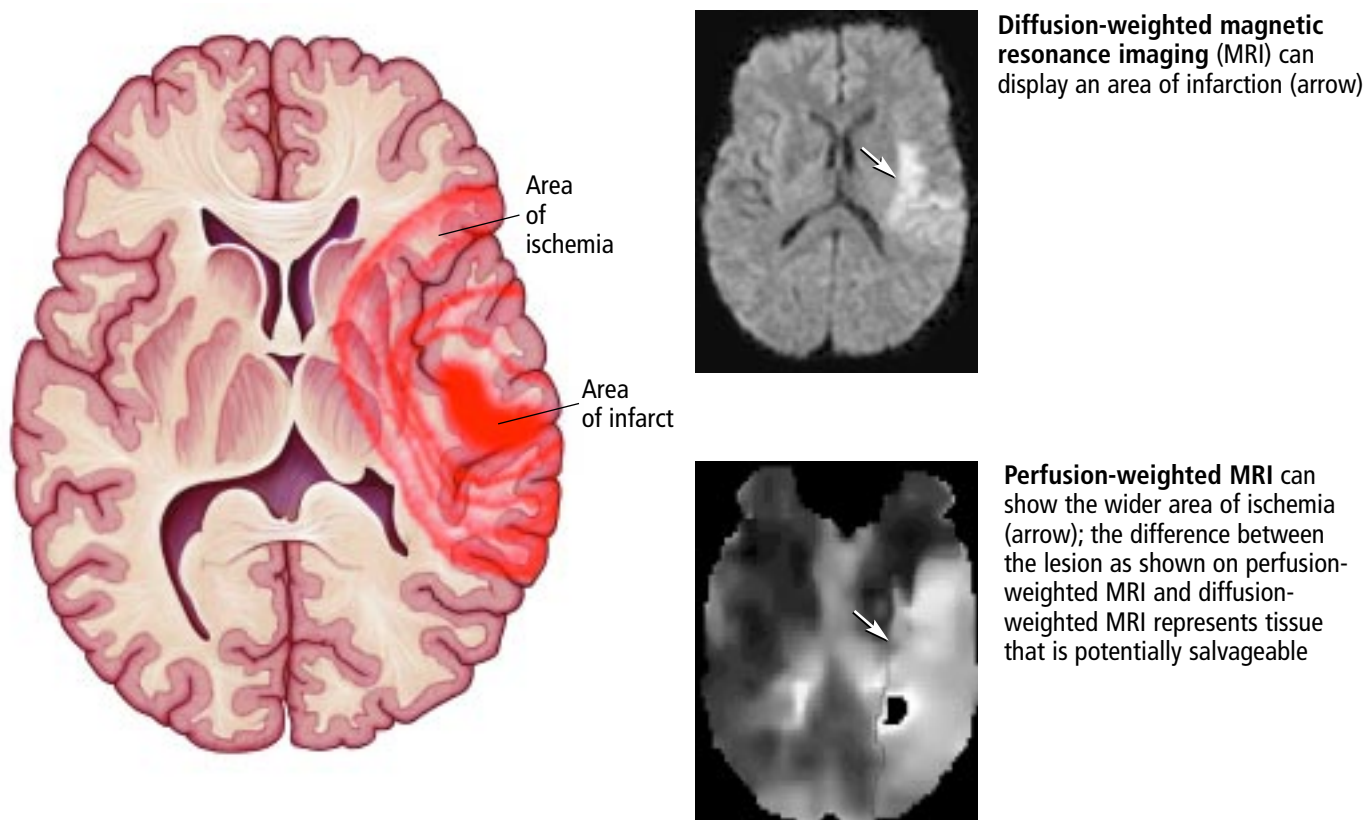 Diffusion-weighted magnetic
resonance imaging (MRI) can
display an area of infarction (arrow)
Area
of
ischemia
Area
of infarct
Perfusion-weighted MRI can
show the wider area of ischemia
(arrow); the difference between
the lesion as shown on perfusion-
weighted MRI and diffusion-
weighted MRI represents tissue
that is potentially salvageable